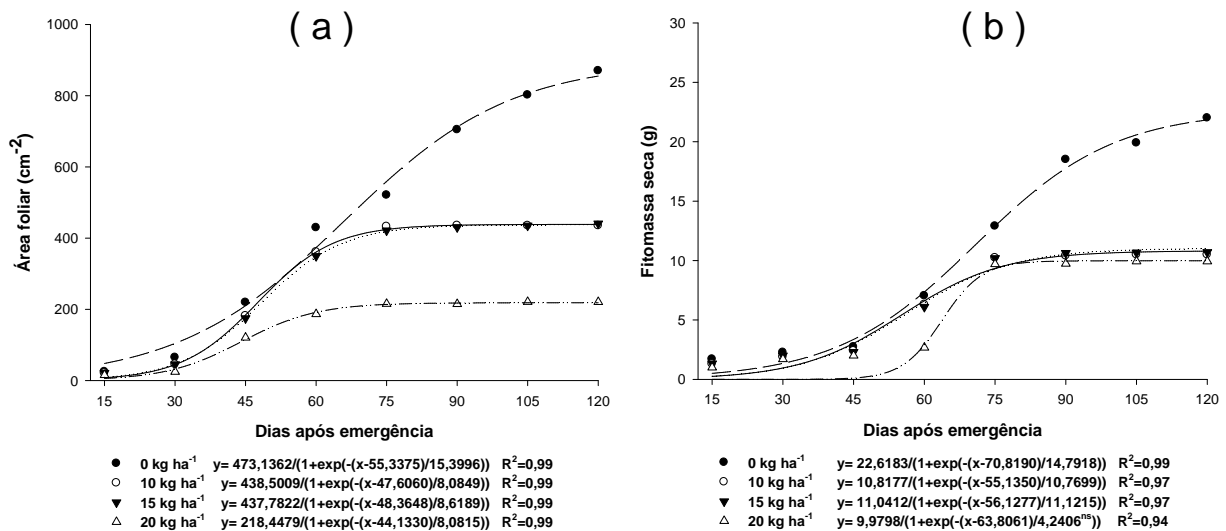 ( a )
1000
800
600
400
200
0
Área foliar (cm-2)
15 30 45 60 75 90 105 120
Dias após emergência
0 kg ha-1 y= 473,1362/(1+exp(-(x-55,3375)/15,3996)) R2=0,99
10 kg ha-1 y= 438,5009/(1+exp(-(x-47,6060)/8,0849)) R2=0,99
15 kg ha-1 y= 437,7822/(1+exp(-(x-48,3648)/8,6189)) R2=0,99
20 kg ha-1 y= 218,4479/(1+exp(-(x-44,1330)/8,0815)) R2=0,99
( b )
30
25
20
15
10
5
0
Fitomassa seca (g)
15 30 45 60 75 90 105 120
Dias após emergência
0 kg ha-1 y= 22,6183/(1+exp(-(x-70,8190)/14,7918)) R2=0,99
10 kg ha-1 y= 10,8177/(1+exp(-(x-55,1350)/10,7699)) R2=0,97
15 kg ha-1 y= 11,0412/(1+exp(-(x-56,1277)/11,1215)) R2=0,97
20 kg ha-1 y= 9,9798/(1+exp(-(x-63,8061)/4,2406ns)) R2=0,94